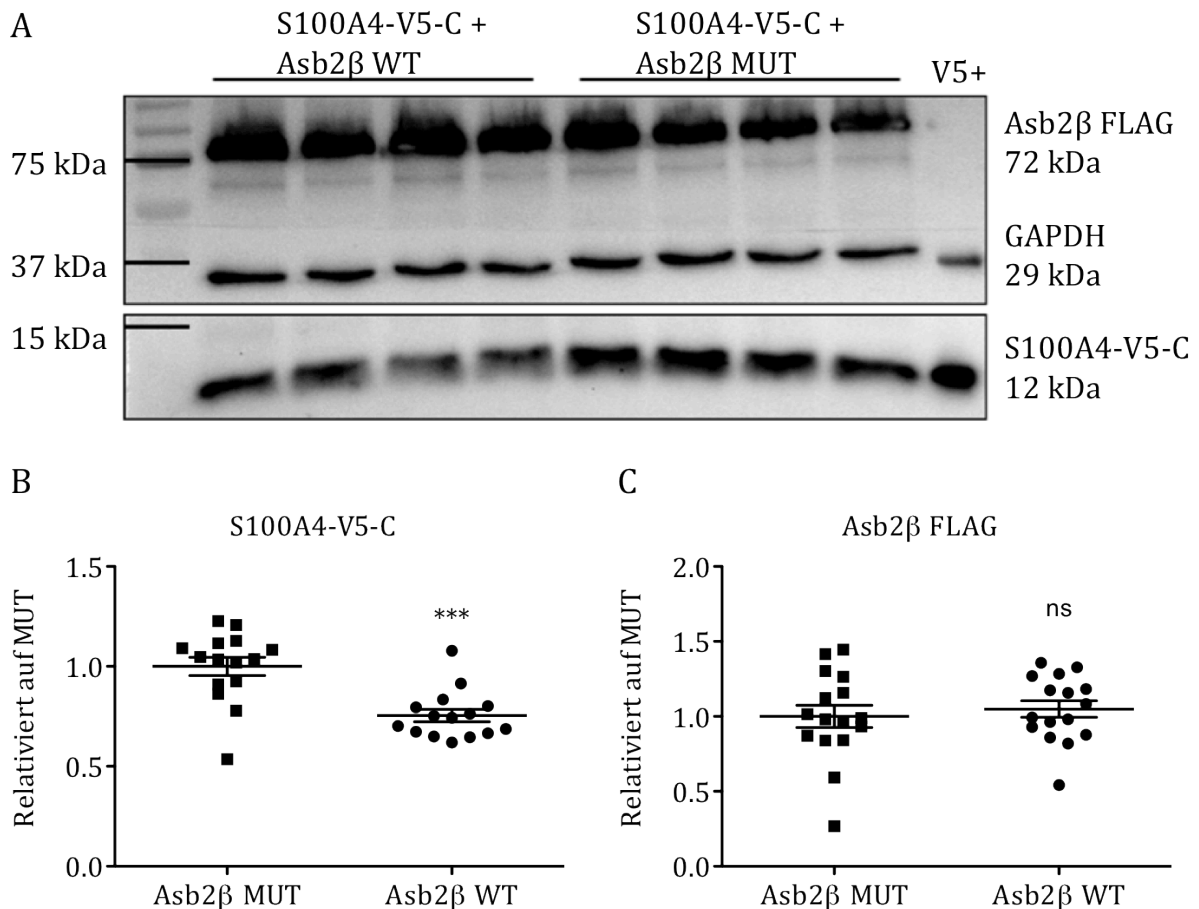 A
S100A4-V5-C +
Asb2β WT
S100A4-V5-C +
Asb2β MUT
V5+
75 kDa
37 kDa
15 kDa
Asb2β FLAG
72 kDa
GAPDH
29 kDa
S100A4-V5-C
12 kDa
B
S100A4-V5-C
Relativiert auf MUT
1.5
1.0
0.5
0.0
***
Asb2β MUT
Asb2β WT
C
Asb2β FLAG
Relativiert auf MUT
2.0
1.5
1.0
0.5
0.0
ns
Asb2β MUT
Asb2β WT